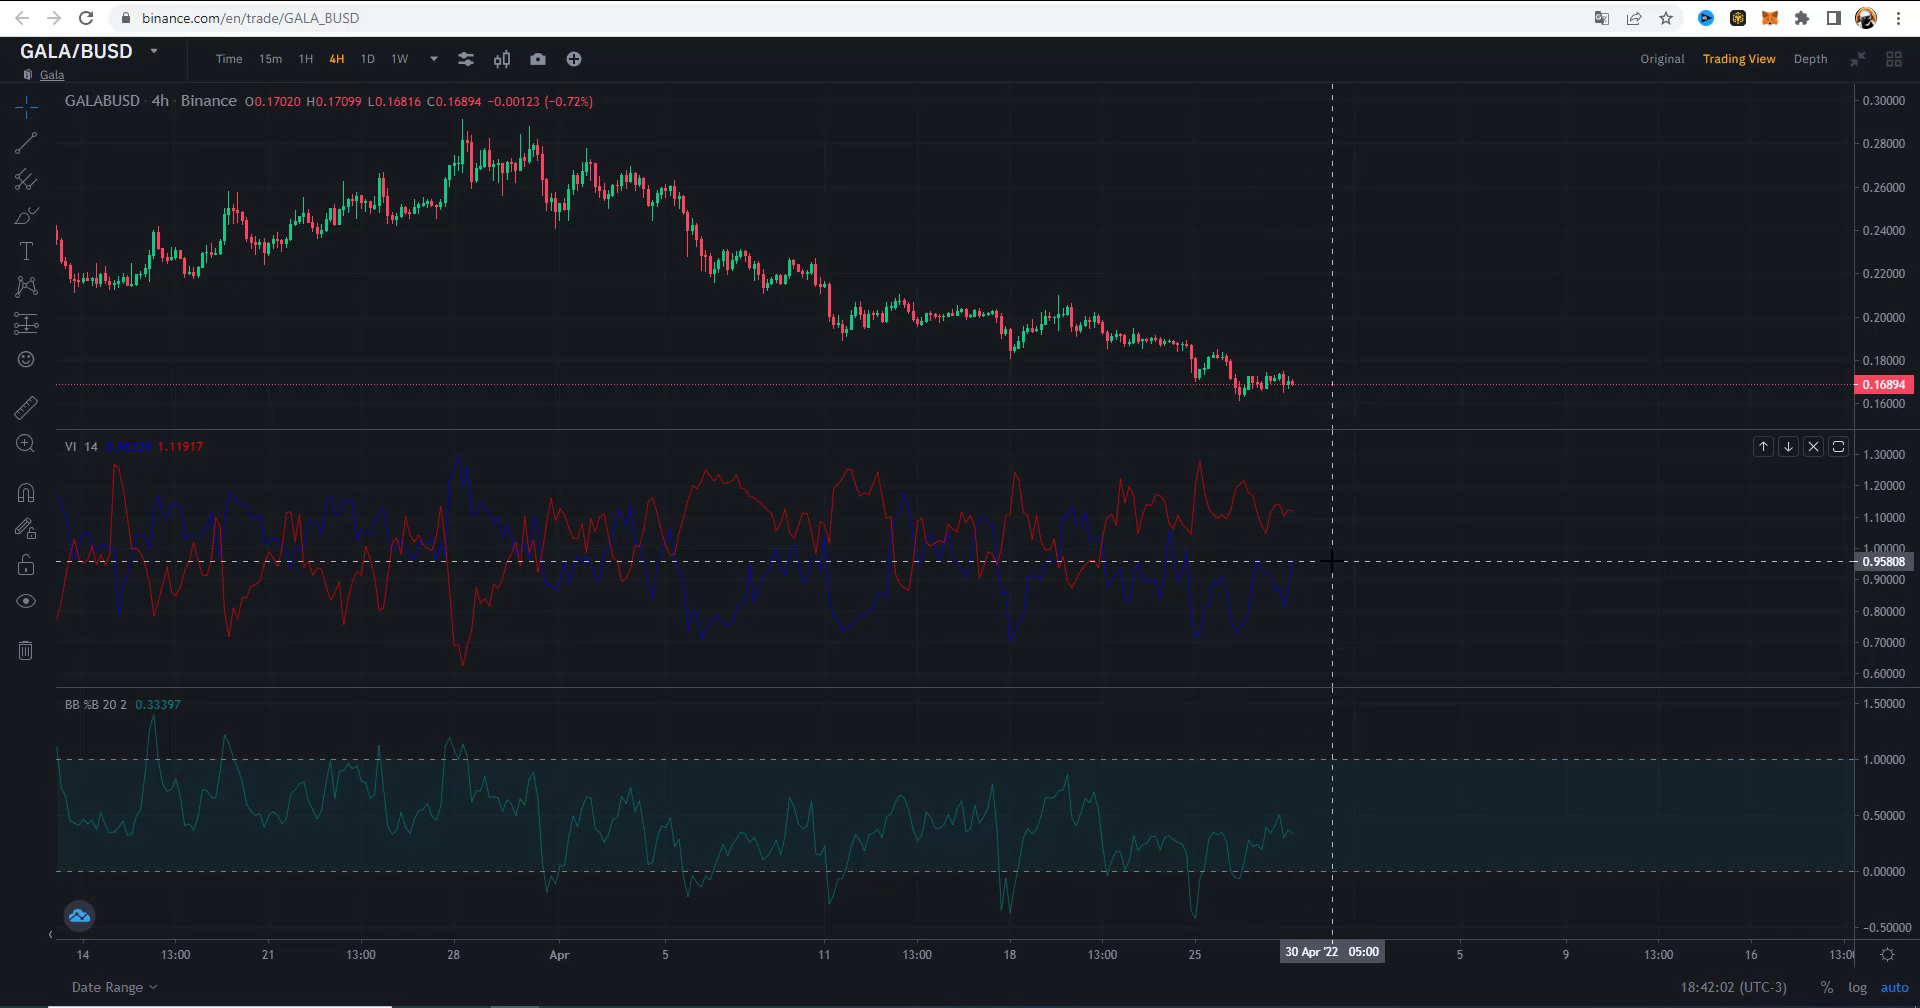 binance.com/en/trade/GALA_BUSD
GALA/BUSD
Gala
Time 15m 1H 4H 1D 1W
Original Trading View Depth
GALABUSD · 4h · Binance O0.17020 H0.17099 L0.16816 C0.16894 −0.00123 (−0.72%)
0.30000
0.28000
0.26000
0.24000
0.22000
0.20000
0.18000
0.16894
0.16000
VI 14 1.11917
1.30000
1.20000
1.10000
1.00000
0.95808
0.90000
0.80000
0.70000
0.60000
BB %B 20 2 0.33397
1.50000
1.00000
0.50000
0.00000
−0.50000
14 13:00 21 13:00 28 Apr 5 11 13:00 18 13:00 25 30 Apr '22 05:00 5 9 13:00 16 13:0
Date Range
18:42:02 (UTC-3) % log auto